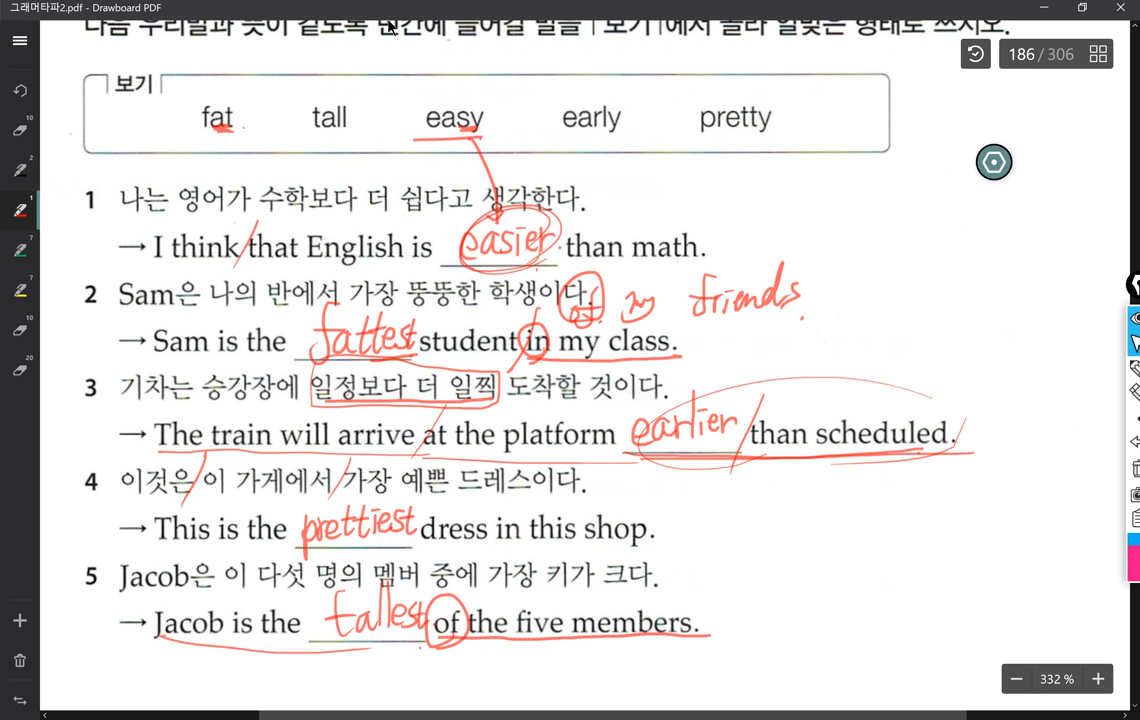 그래머타파2.pdf - Drawboard PDF
다음 우리말과 뜻이 같도록 빈칸에 들어갈 말을 |보기|에서 골라 알맞은 형태로 쓰시오.
186 / 306
보기
fat tall easy early pretty
1 나는 영어가 수학보다 더 쉽다고 생각한다.
→ I think that English is easier than math.
2 Sam은 나의 반에서 가장 뚱뚱한 학생이다.
of my friends.
→ Sam is the fattest student in my class.
3 기차는 승강장에 일정보다 더 일찍 도착할 것이다.
→ The train will arrive at the platform earlier than scheduled.
4 이것은 이 가게에서 가장 예쁜 드레스이다.
→ This is the prettiest dress in this shop.
5 Jacob은 이 다섯 명의 멤버 중에 가장 키가 크다.
→ Jacob is the tallest of the five members.
332 %
10
2
1
7
7
10
20